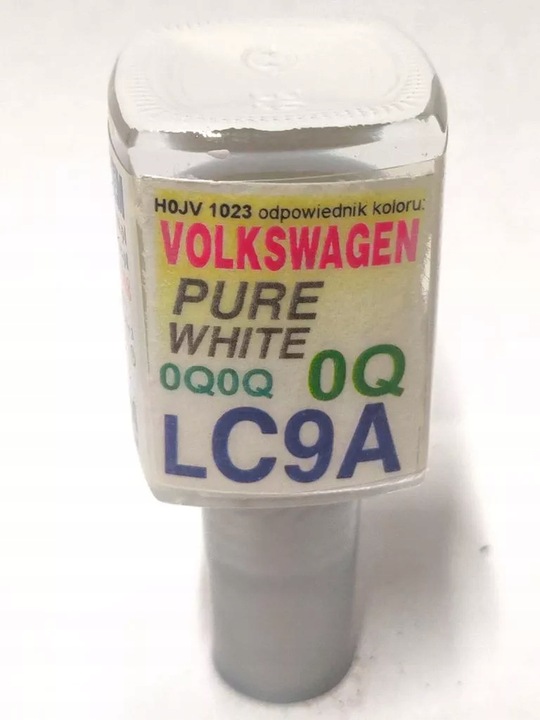 H0JV 1023 odpowiednik koloru:
VOLKSWAGEN
PURE
WHITE
0Q0Q 0Q
LC9A